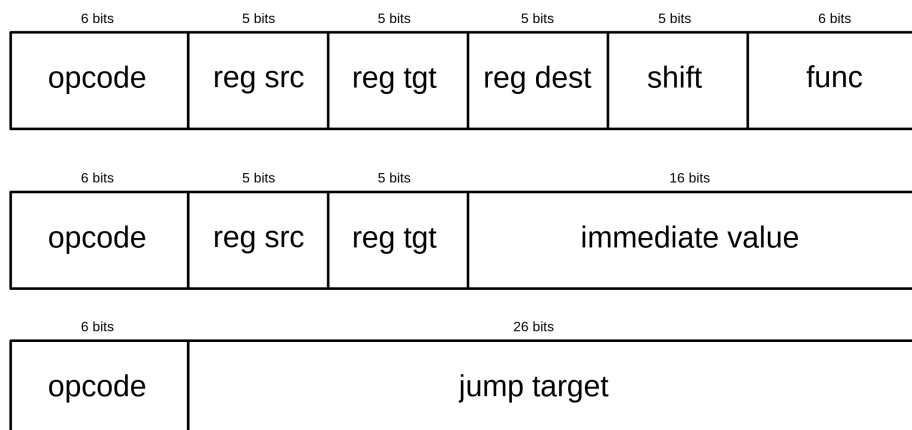 6 bits 5 bits 5 bits 5 bits 5 bits 6 bits
opcode reg src reg tgt reg dest shift func
6 bits 5 bits 5 bits 16 bits
opcode reg src reg tgt immediate value
6 bits 26 bits
opcode jump target